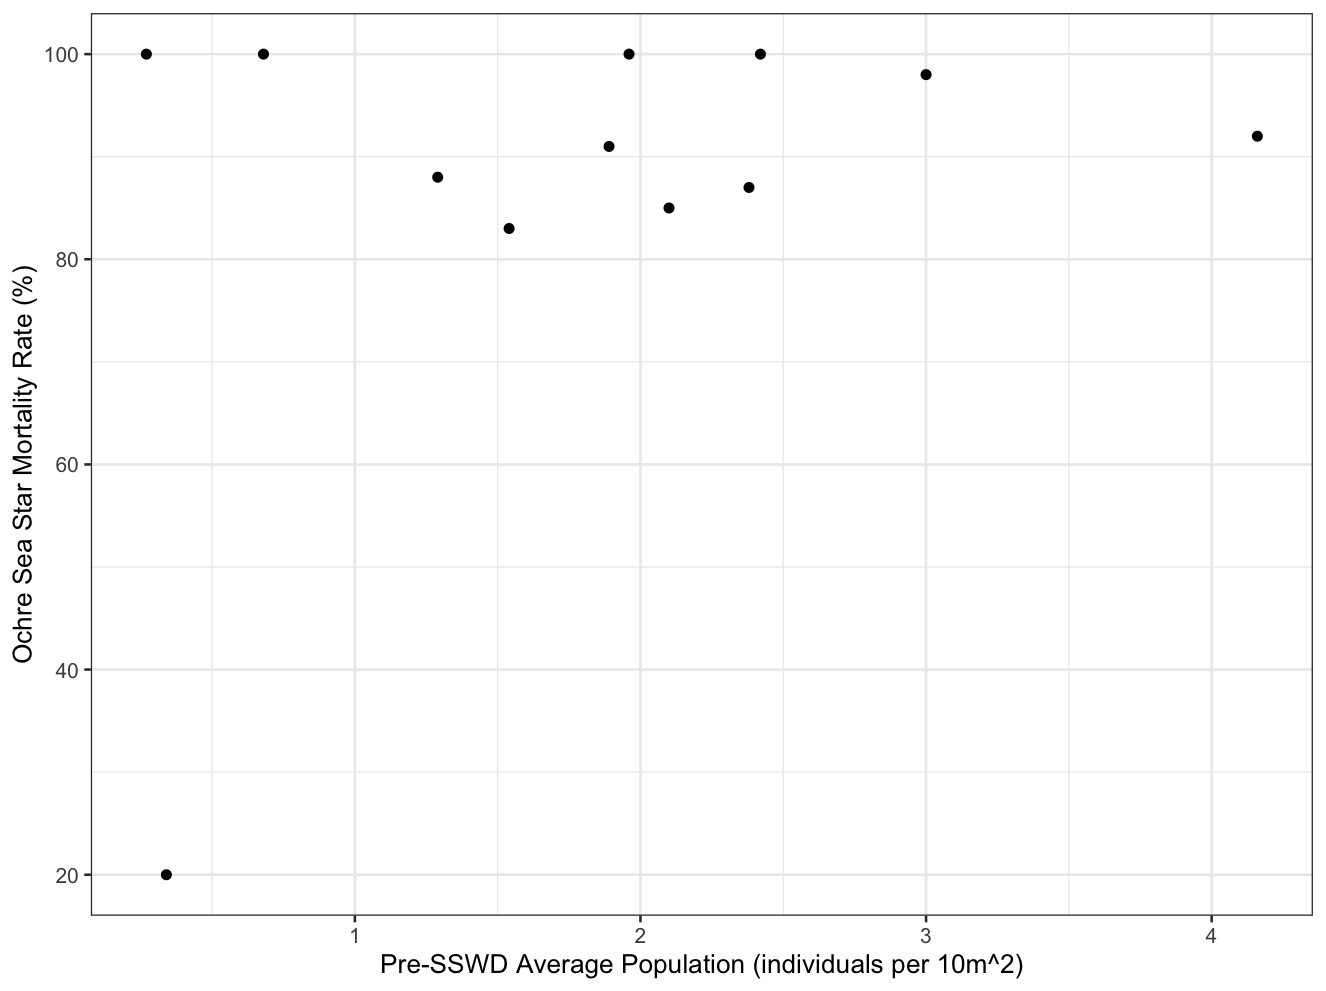 Ochre Sea Star Mortality Rate (%)
100
80
60
40
20
1 2 3 4
Pre-SSWD Average Population (individuals per 10m^2)